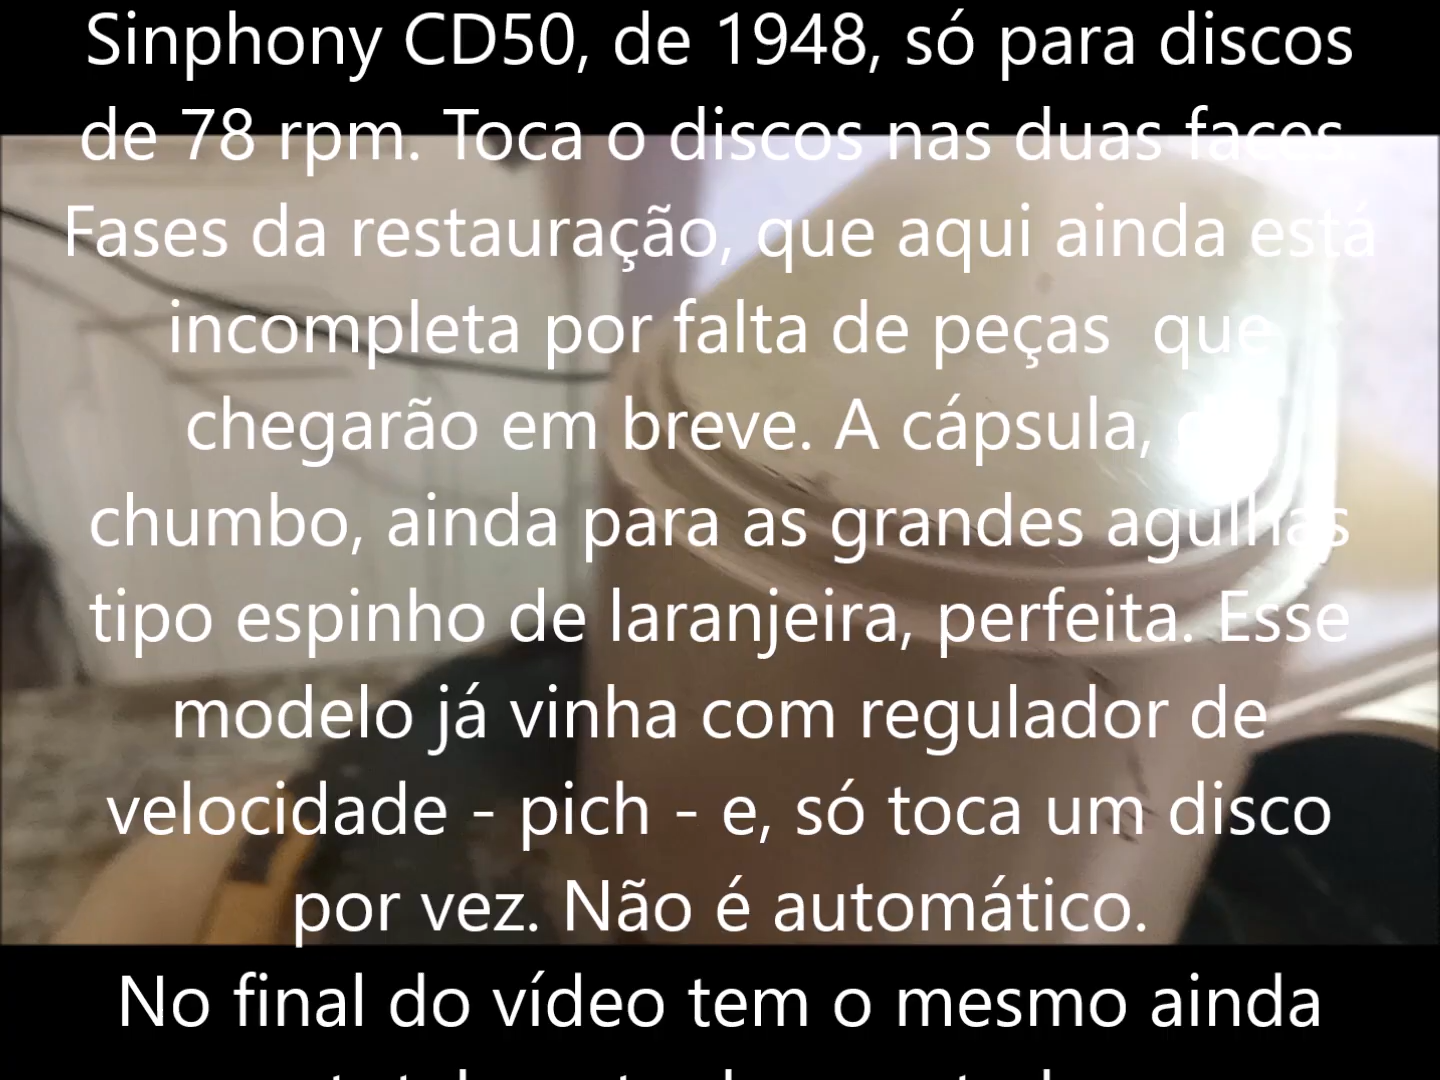 Sinphony CD50, de 1948, só para discos
de 78 rpm. Toca o discos nas duas faces.
Fases da restauração, que aqui ainda está
incompleta por falta de peças  que
chegarão em breve. A cápsula,
chumbo, ainda para as grandes agulhas
tipo espinho de laranjeira, perfeita. Esse
modelo já vinha com regulador de
velocidade - pich - e, só toca um disco
por vez. Não é automático.
No final do vídeo tem o mesmo ainda